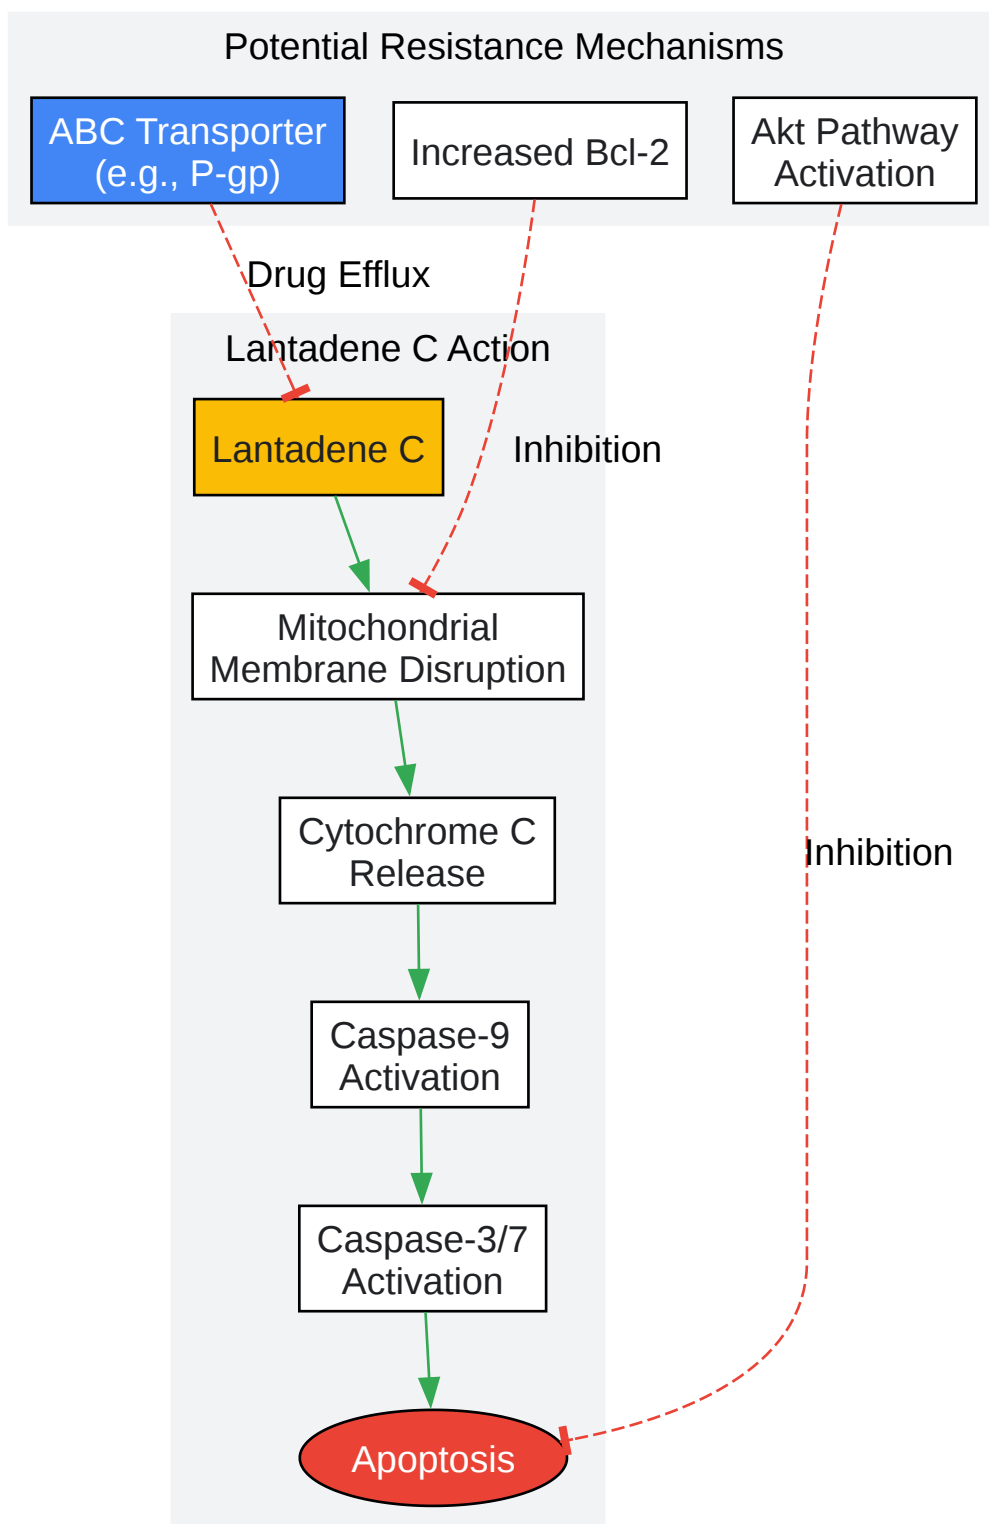 Potential Resistance Mechanisms
ABC Transporter
(e.g., P-gp)
Increased Bcl-2
Akt Pathway
Activation
Drug Efflux
Lantadene C Action
Lantadene C
Inhibition
Mitochondrial
Membrane Disruption
Cytochrome C
Release
Inhibition
Caspase-9
Activation
Caspase-3/7
Activation
Apoptosis